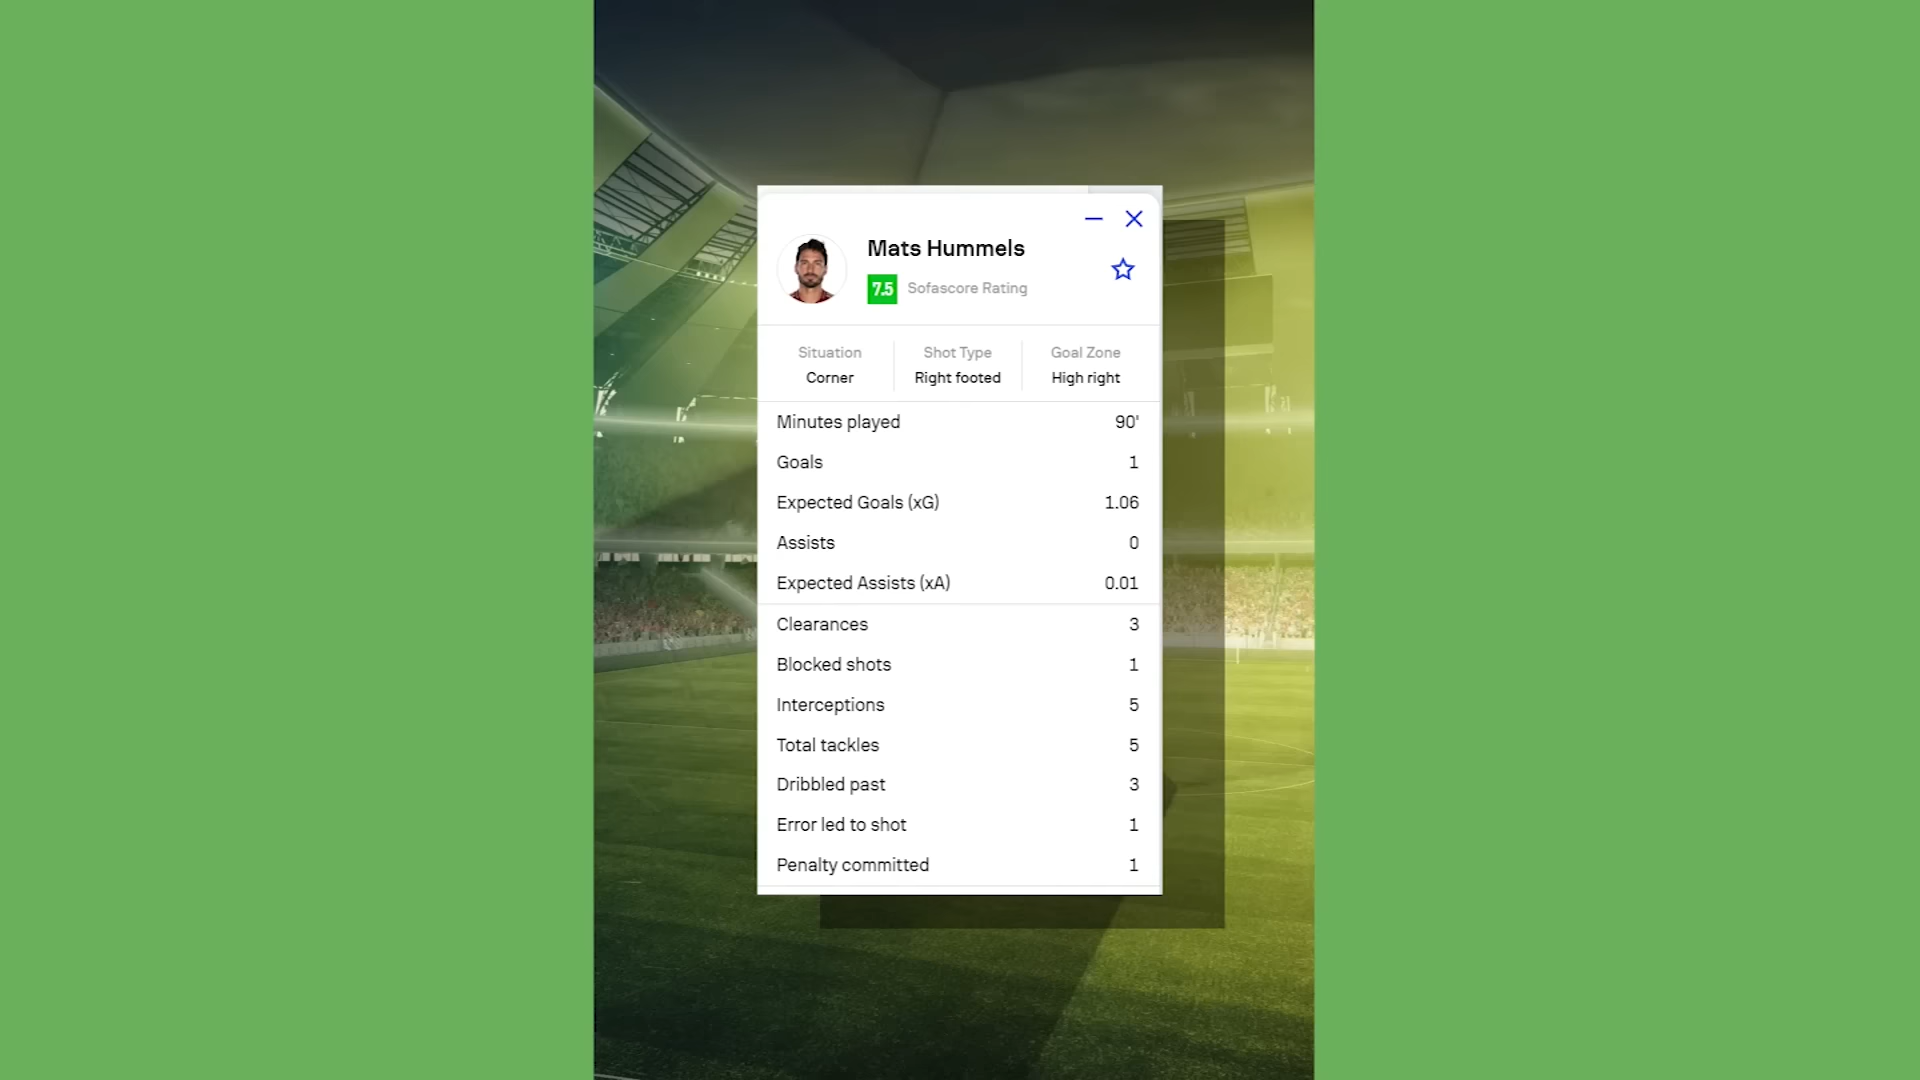 Mats Hummels
7.5 Sofascore Rating
Situation Shot Type Goal Zone
Corner Right footed High right
Minutes played 90'
Goals 1
Expected Goals (xG) 1.06
Assists 0
Expected Assists (xA) 0.01
Clearances 3
Blocked shots 1
Interceptions 5
Total tackles 5
Dribbled past 3
Error led to shot 1
Penalty committed 1